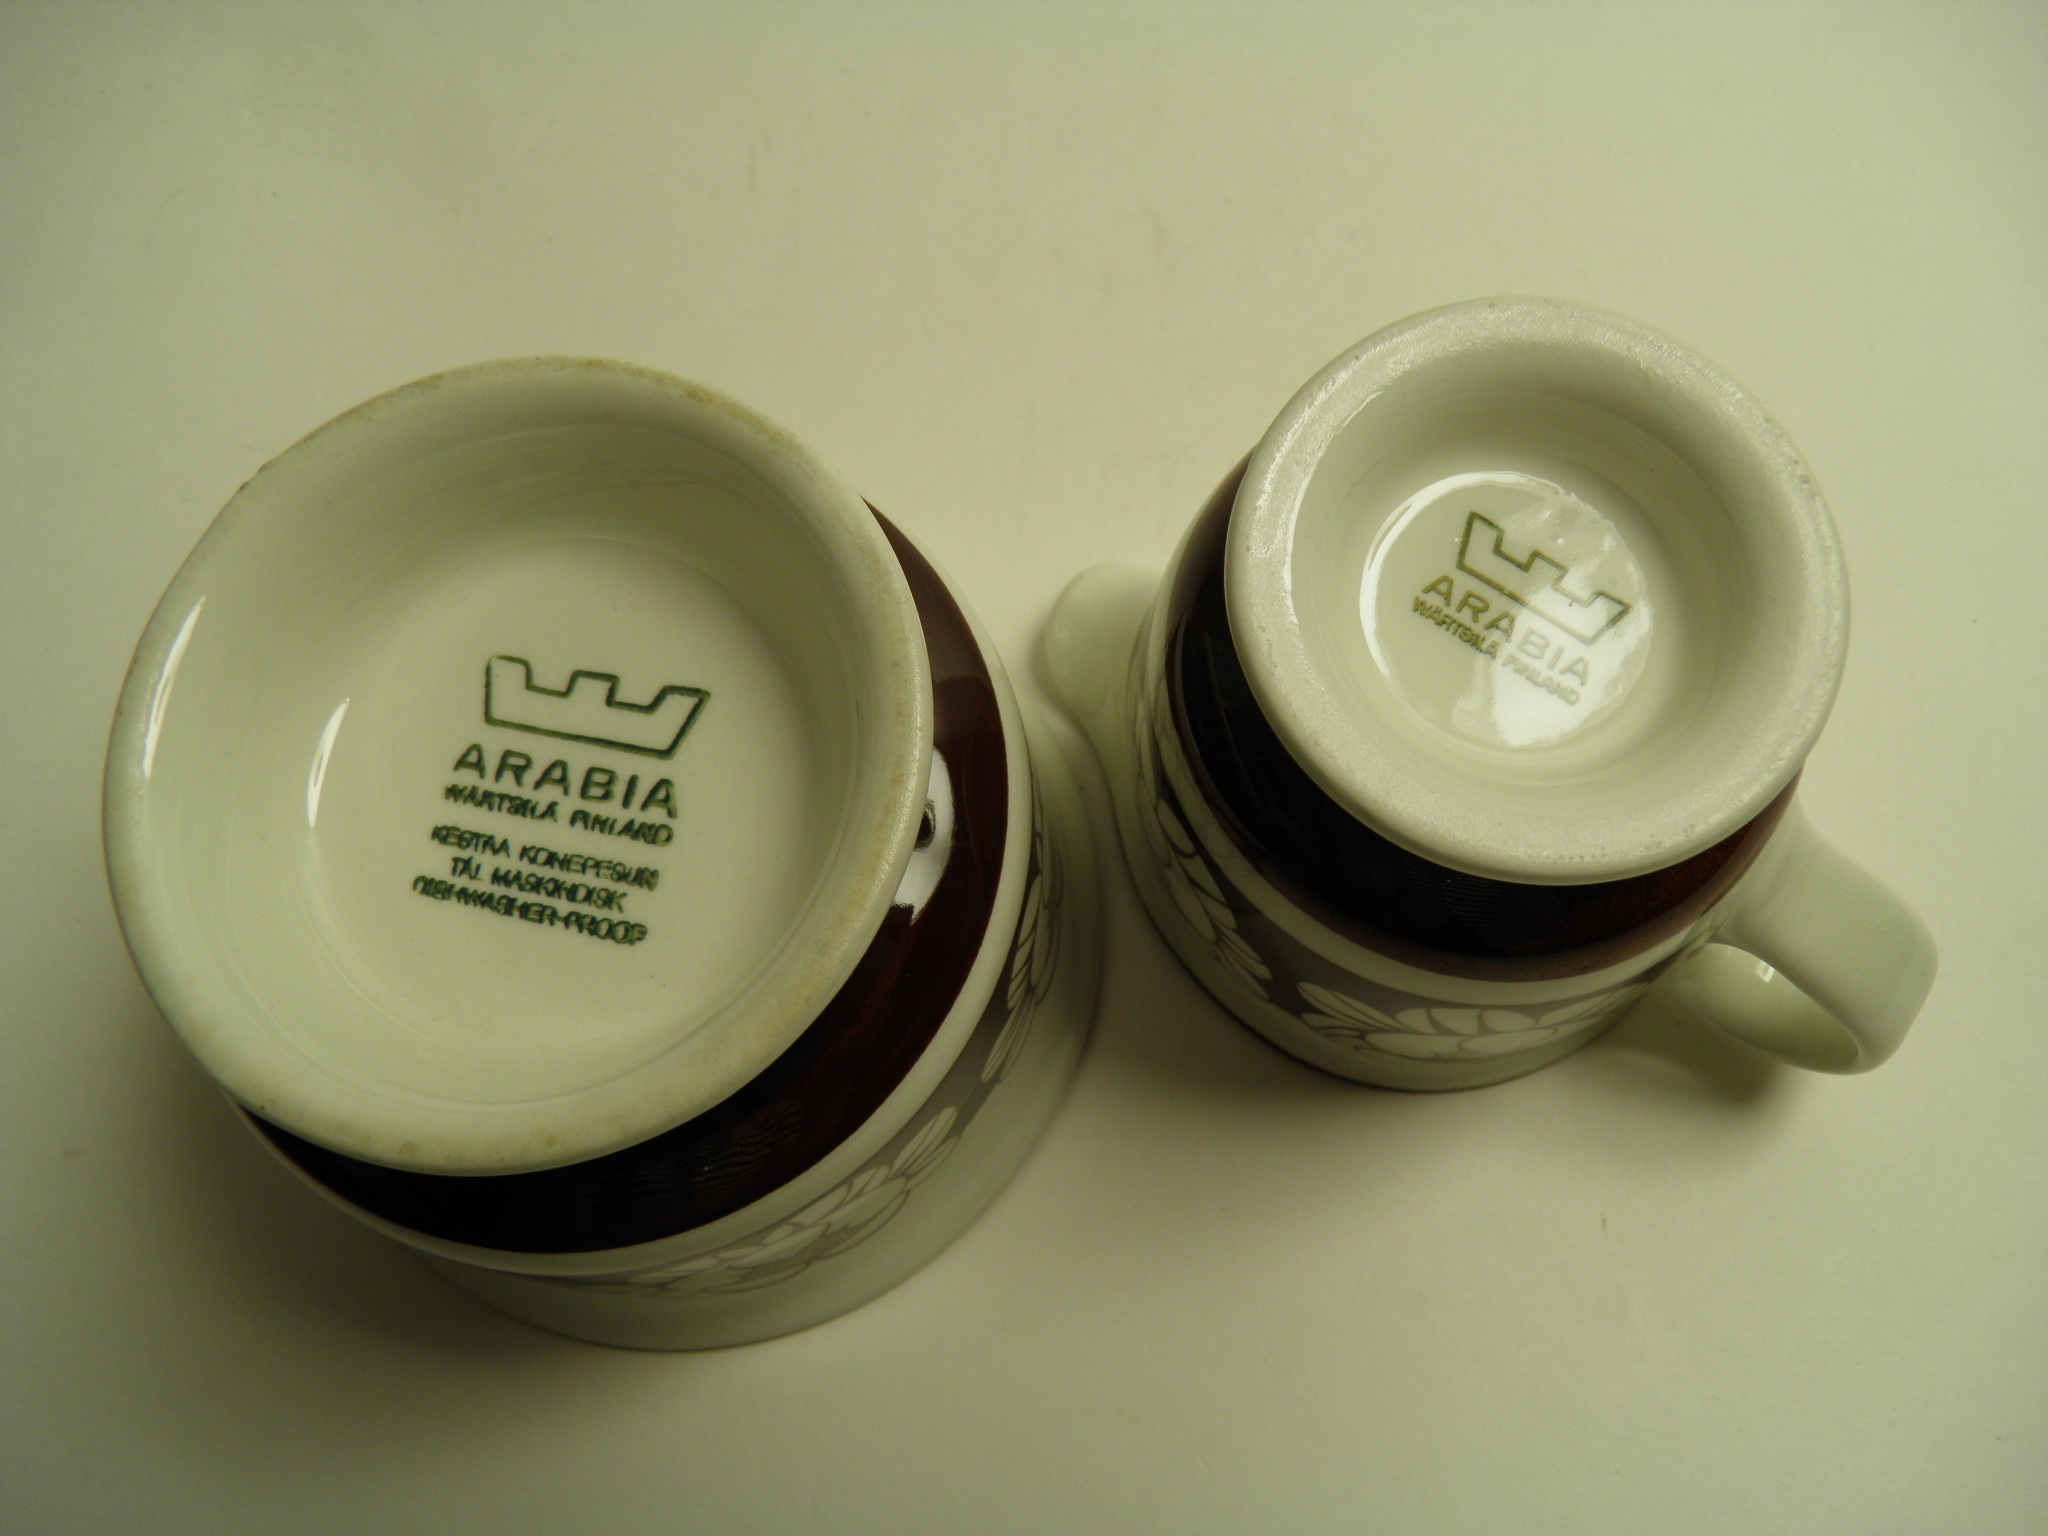 ARABIA
WÄRTSILÄ FINLAND
KESTÄÄ KONEPESUN
TÅL MASKINDISK
DISHWASHER-PROOF
ARABIA
WÄRTSILÄ FINLAND